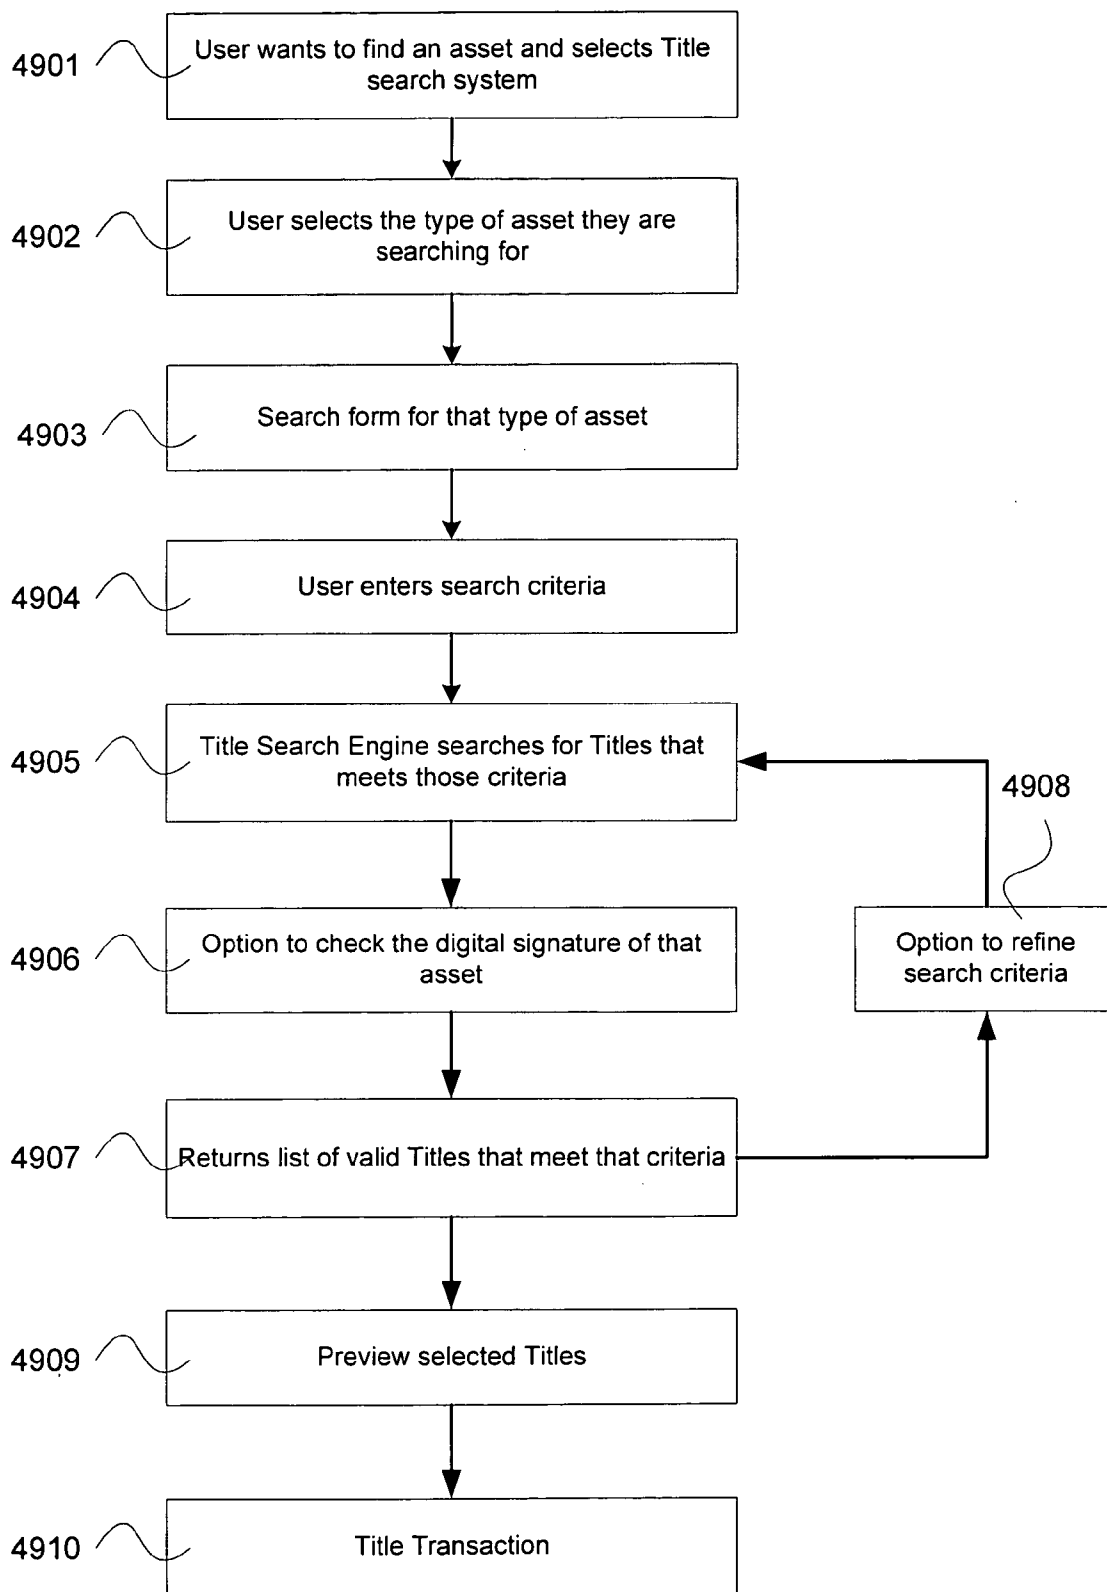 4901
User wants to find an asset and selects Title
search system
4902
User selects the type of asset they are
searching for
4903
Search form for that type of asset
4904
User enters search criteria
4905
Title Search Engine searches for Titles that
meets those criteria
4908
4906
Option to check the digital signature of that
asset
Option to refine
search criteria
4907
Returns list of valid Titles that meet that criteria
4909
Preview selected Titles
4910
Title Transaction